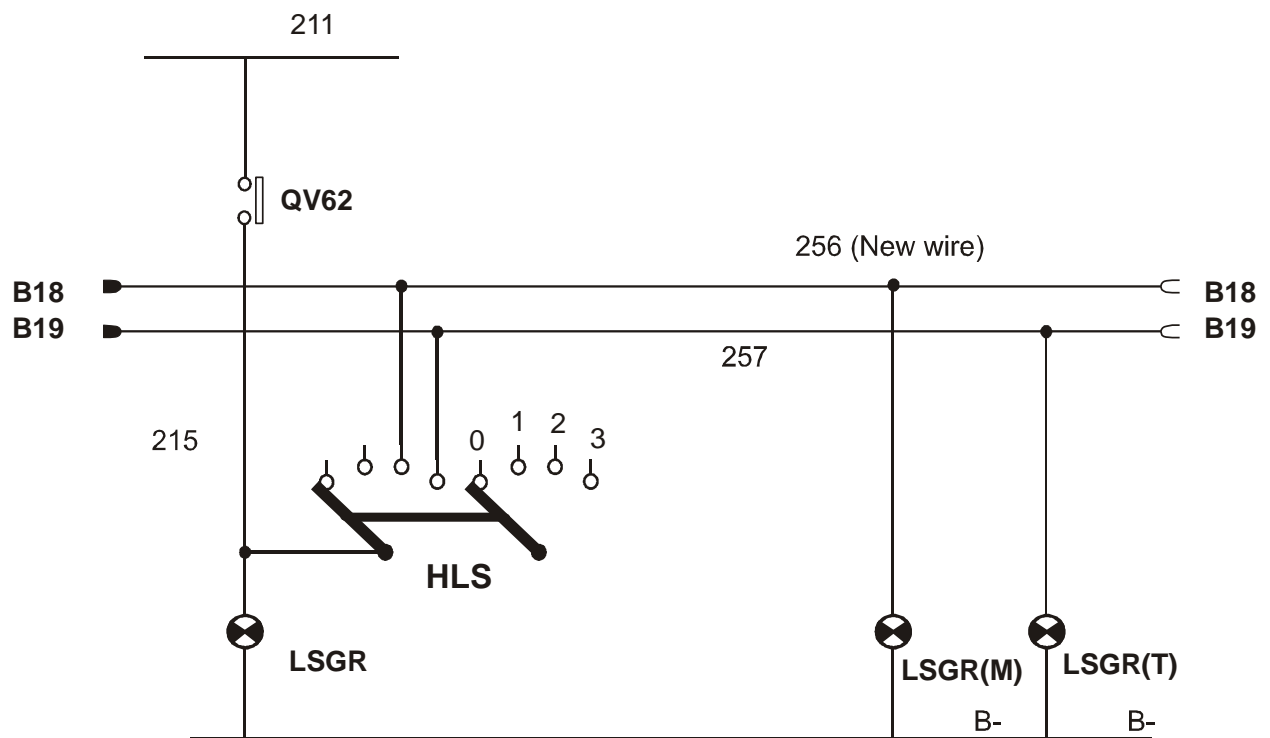 211
QV62
256 (New wire)
B18 B18
B19 B19
257
215
0 1 2 3
HLS
LSGR
LSGR(M) LSGR(T)
B- B-